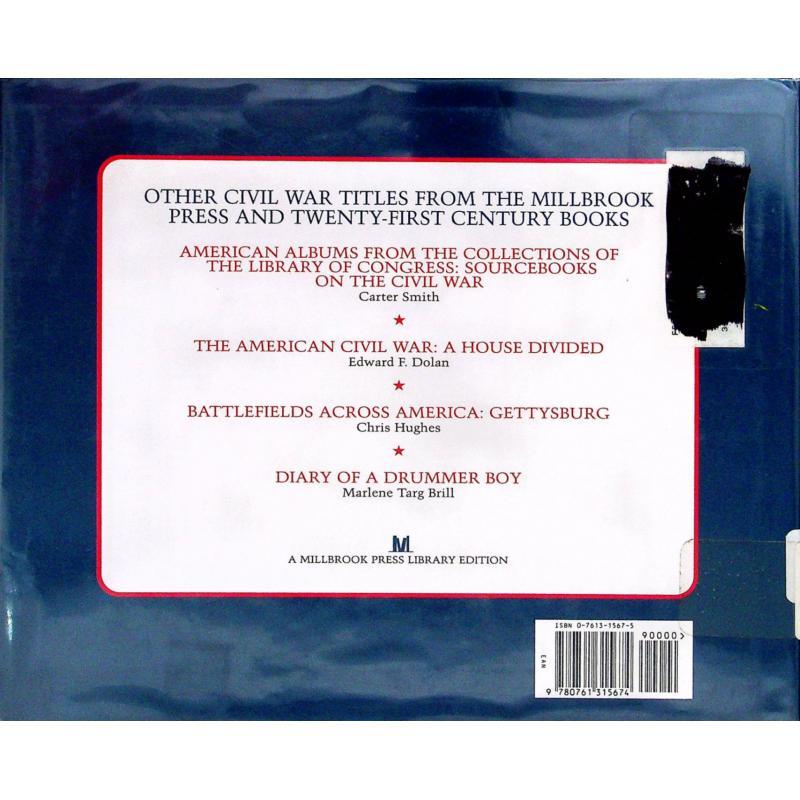 OTHER CIVIL WAR TITLES FROM THE MILLBROOK
PRESS AND TWENTY-FIRST CENTURY BOOKS
AMERICAN ALBUMS FROM THE COLLECTIONS OF
THE LIBRARY OF CONGRESS: SOURCEBOOKS
ON THE CIVIL WAR
Carter Smith
THE AMERICAN CIVIL WAR: A HOUSE DIVIDED
Edward F. Dolan
BATTLEFIELDS ACROSS AMERICA: GETTYSBURG
Chris Hughes
DIARY OF A DRUMMER BOY
Marlene Targ Brill
M
A MILLBROOK PRESS LIBRARY EDITION
ISBN 0-7613-1567-5
90000>
EAN
9 780761 315674